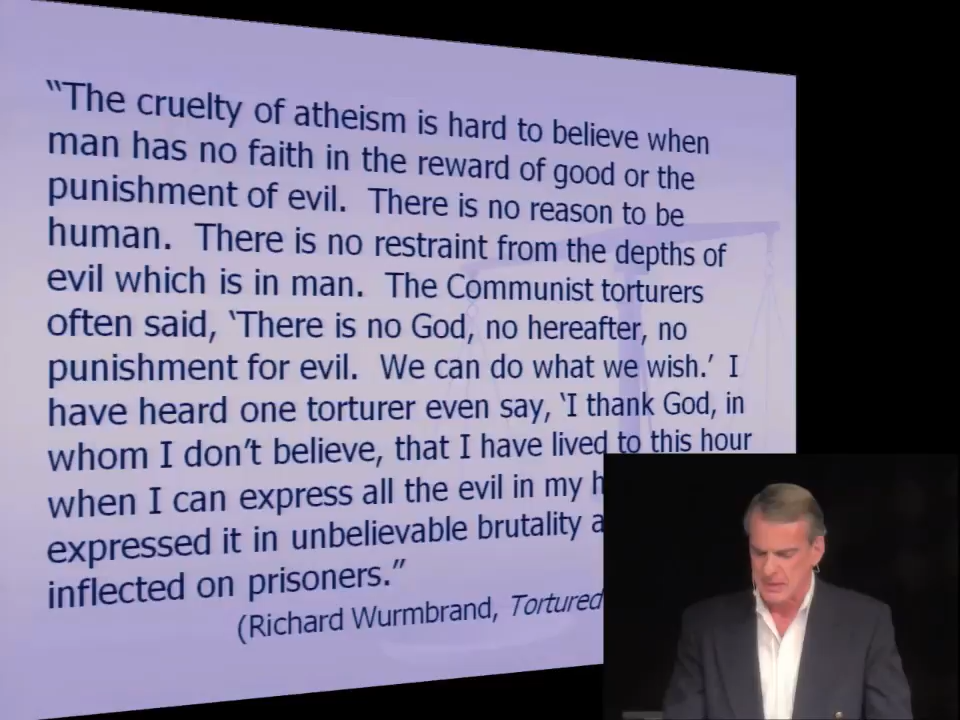 “The cruelty of atheism is hard to believe when
man has no faith in the reward of good or the
punishment of evil. There is no reason to be
human. There is no restraint from the depths of
evil which is in man. The Communist torturers
often said, ‘There is no God, no hereafter, no
punishment for evil. We can do what we wish.’ I
have heard one torturer even say, ‘I thank God, in
whom I don’t believe, that I have lived to this hour
when I can express all the evil in my
expressed it in unbelievable brutality
inflected on prisoners.”
(Richard Wurmbrand, Tortured